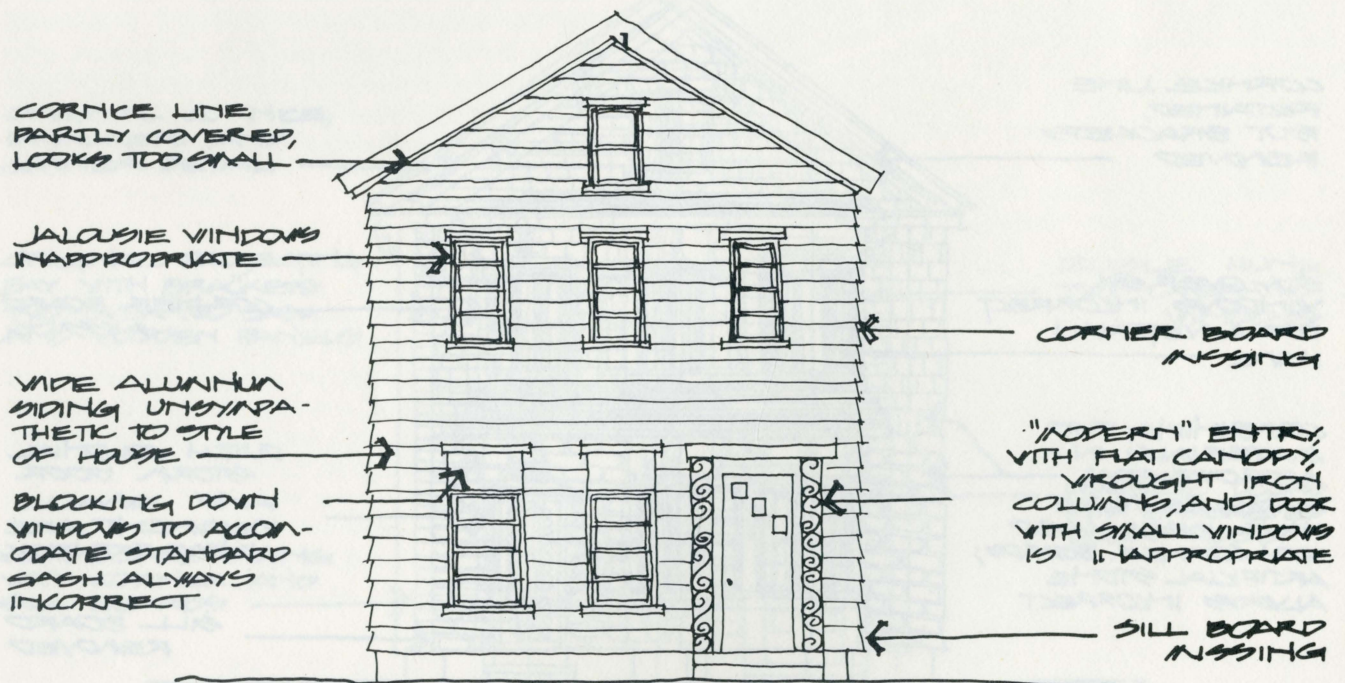 CORNICE LINE
PARTLY COVERED,
LOOKS TOO SMALL
JALOUSIE WINDOWS
INAPPROPRIATE
WIDE ALUMINUM
SIDING UNSYMPA-
THETIC TO STYLE
OF HOUSE
BLOCKING DOWN
WINDOWS TO ACCOM-
ODATE STANDARD
SASH ALWAYS
INCORRECT
CORNER BOARD
MISSING
"MODERN" ENTRY,
WITH FLAT CANOPY,
WROUGHT IRON
COLUMNS, AND DOOR
WITH SMALL WINDOWS
IS INAPPROPRIATE
SILL BOARD
MISSING